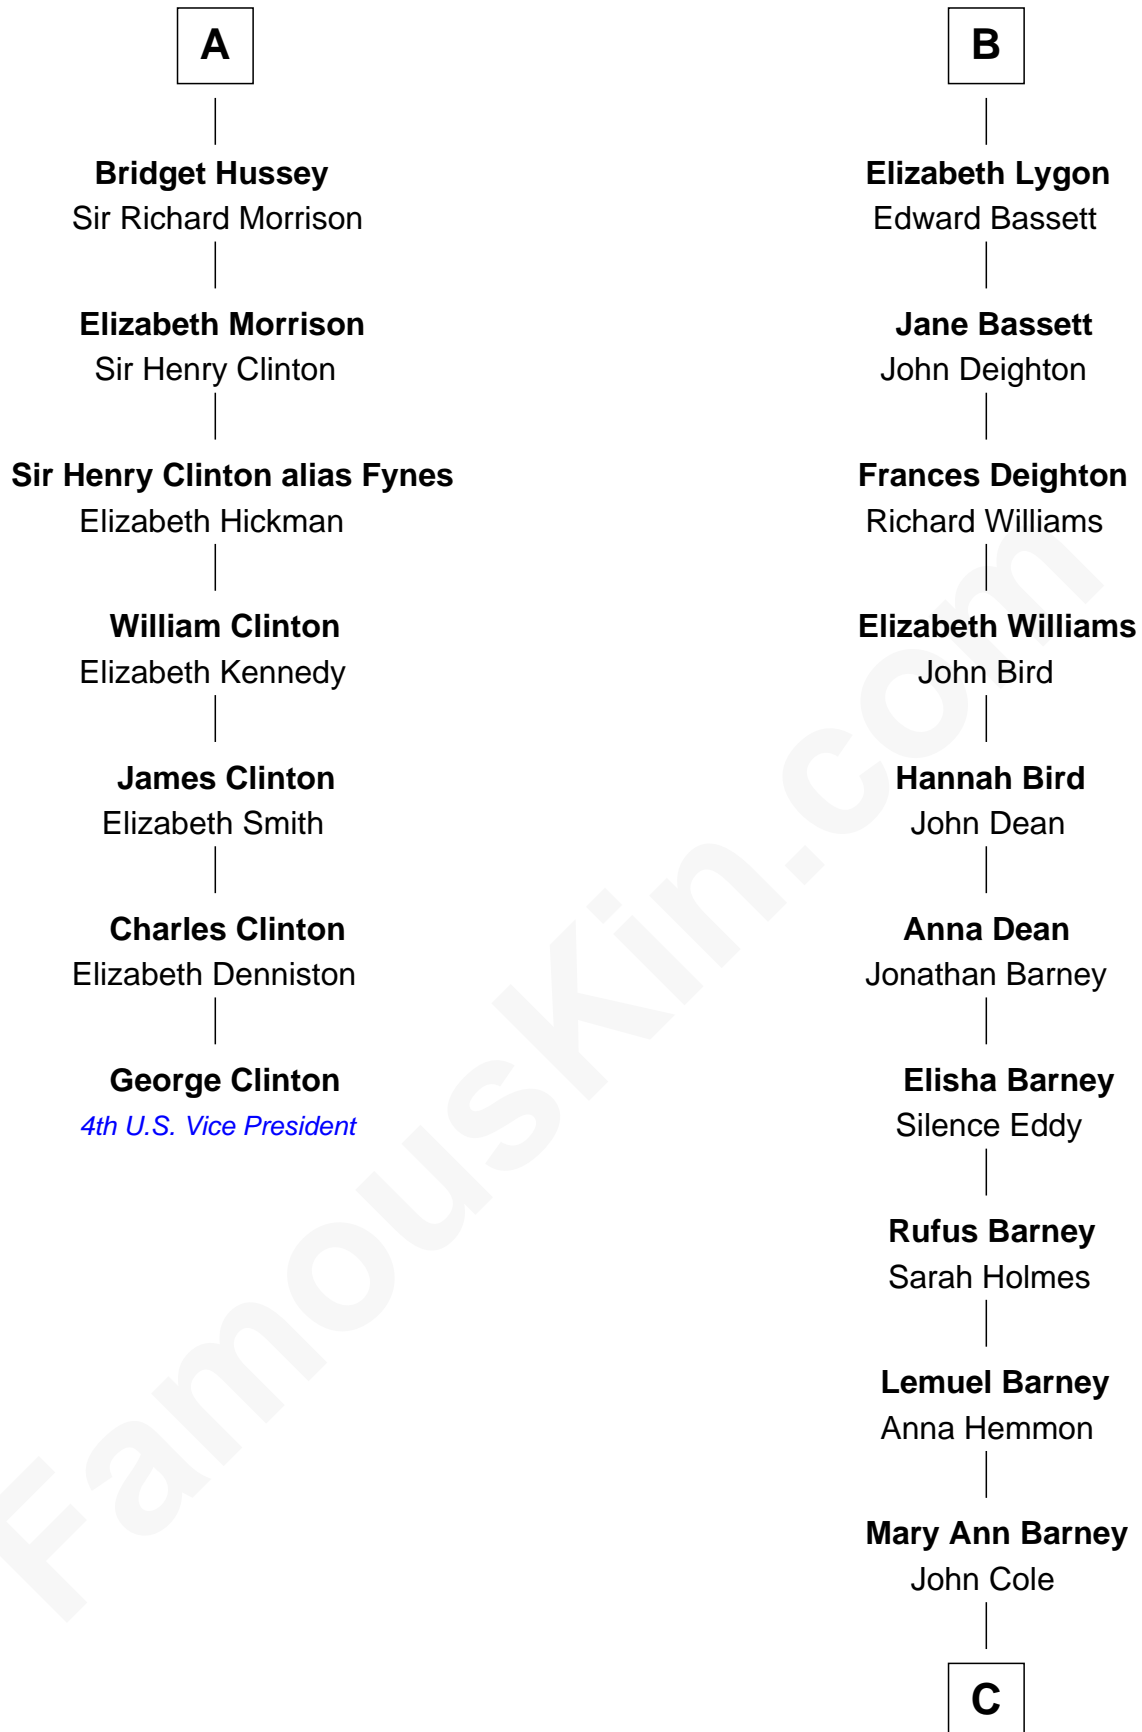 A
Bridget Hussey
Sir Richard Morrison
Elizabeth Morrison
Sir Henry Clinton
Sir Henry Clinton alias Fynes
Elizabeth Hickman
William Clinton
Elizabeth Kennedy
James Clinton
Elizabeth Smith
Charles Clinton
Elizabeth Denniston
George Clinton
4th U.S. Vice President
B
Elizabeth Lygon
Edward Bassett
Jane Bassett
John Deighton
Frances Deighton
Richard Williams
Elizabeth Williams
John Bird
Hannah Bird
John Dean
Anna Dean
Jonathan Barney
Elisha Barney
Silence Eddy
Rufus Barney
Sarah Holmes
Lemuel Barney
Anna Hemmon
Mary Ann Barney
John Cole
C
FamousKin.com